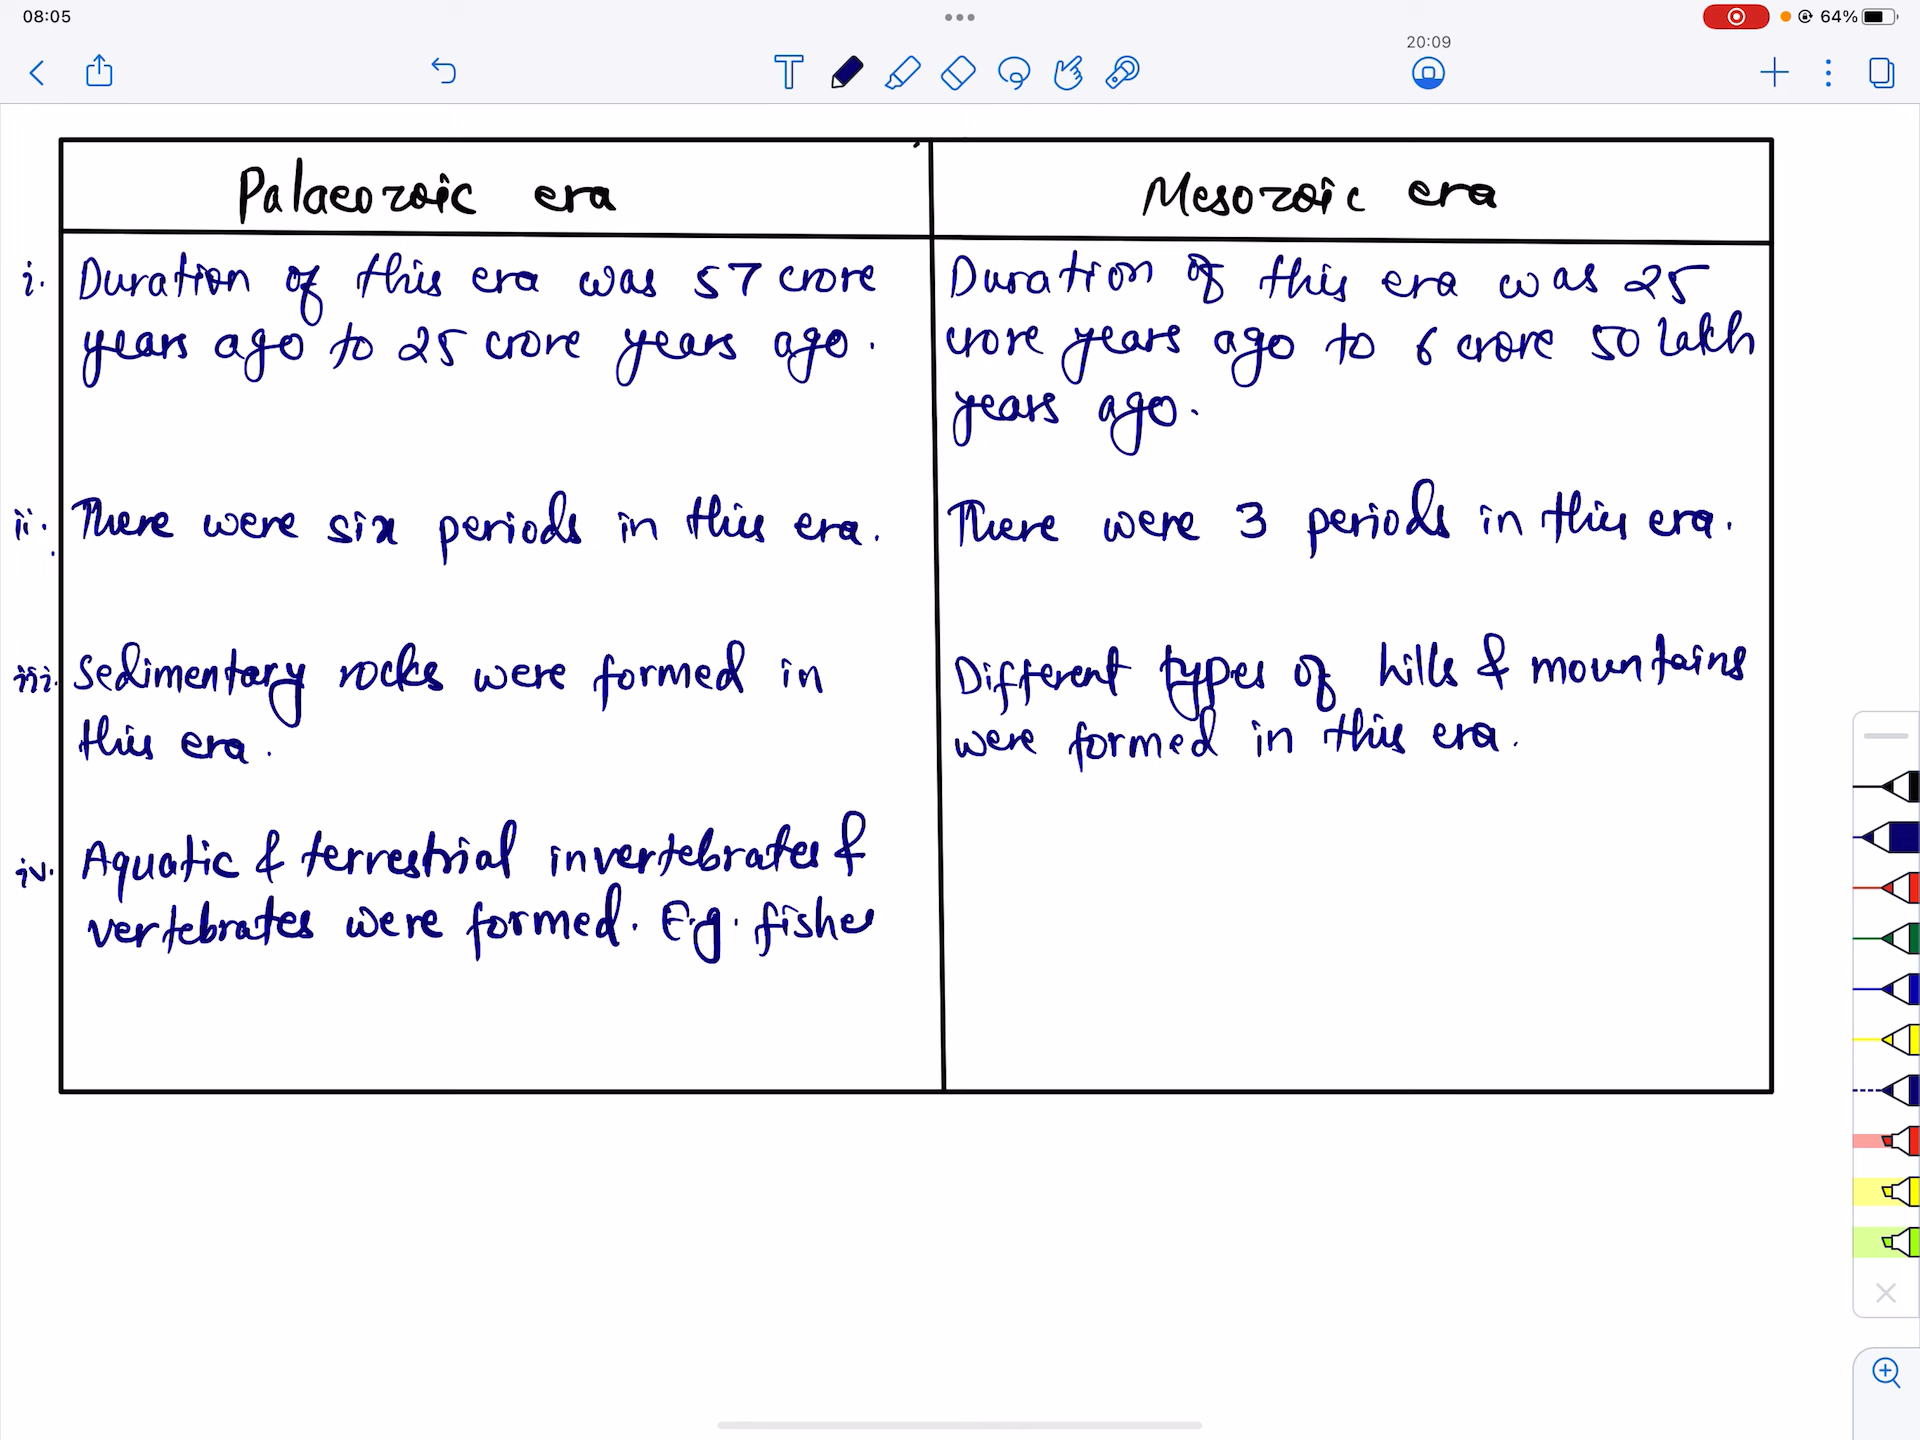 08:05
64%
20:09
Palaeozoic era
Mesozoic era
i. Duration of this era was 57 crore
years ago to 25 crore years ago.
Duration of this era was 25
crore years ago to 6 crore 50 lakh
years ago.
ii. There were six periods in this era.
There were 3 periods in this era.
iii. Sedimentary rocks were formed in
this era.
Different types of hills & mountains
were formed in this era.
iv. Aquatic & terrestrial invertebrates &
vertebrates were formed. E.g. fishe